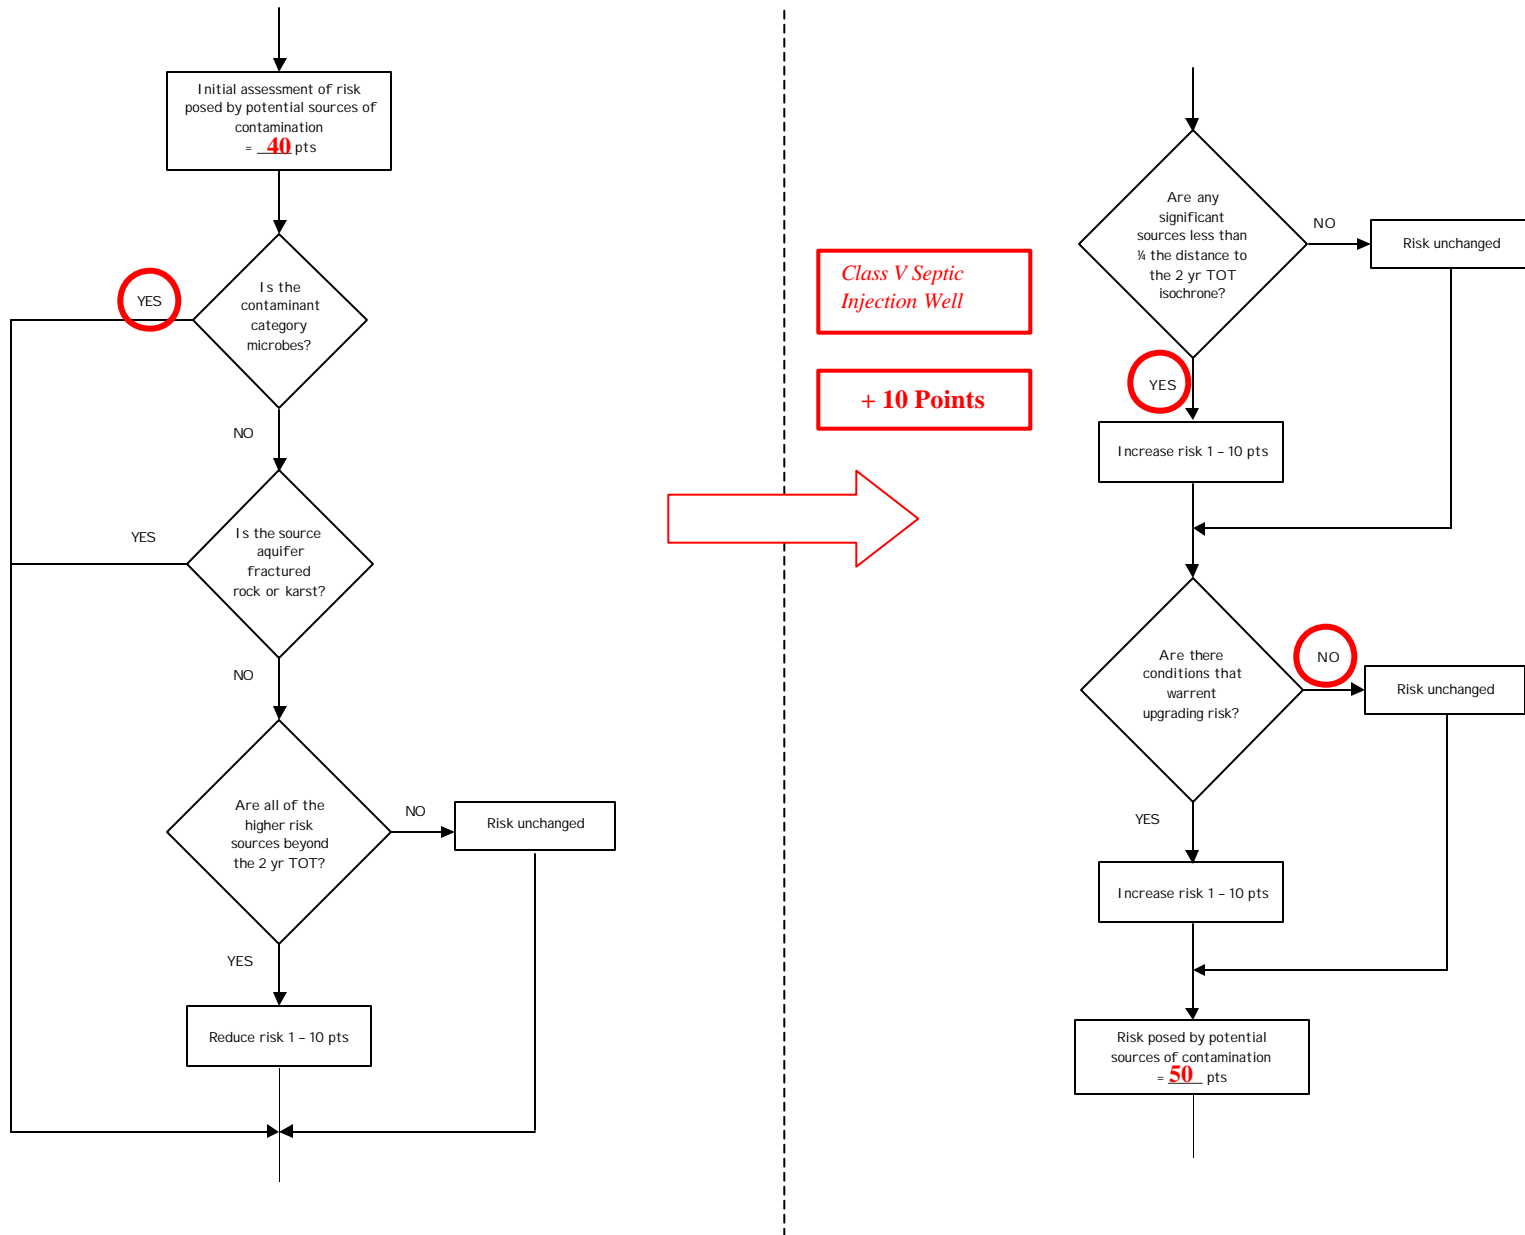 Initial assessment of risk
posed by potential sources of
contamination
= 40 pts
Is the
contaminant
category
microbes?
YES
NO
Is the source
aquifer
fractured
rock or karst?
YES
NO
Are all of the
higher risk
sources beyond
the 2 yr TOT?
NO
Risk unchanged
YES
Reduce risk 1 – 10 pts
Class V Septic
Injection Well
+ 10 Points
Are any
significant
sources less than
¼ the distance to
the 2 yr TOT
isochrone?
NO
Risk unchanged
YES
Increase risk 1 – 10 pts
Are there
conditions that
warrent
upgrading risk?
NO
Risk unchanged
YES
Increase risk 1 – 10 pts
Risk posed by potential
sources of contamination
= 50 pts